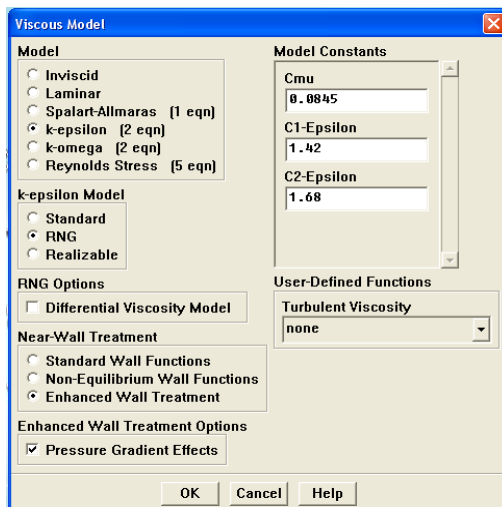 Viscous Model
Model
Inviscid
Laminar
Spalart-Allmaras (1 eqn)
k-epsilon (2 eqn)
k-omega (2 eqn)
Reynolds Stress (5 eqn)
k-epsilon Model
Standard
RNG
Realizable
RNG Options
Differential Viscosity Model
Near-Wall Treatment
Standard Wall Functions
Non-Equilibrium Wall Functions
Enhanced Wall Treatment
Enhanced Wall Treatment Options
Pressure Gradient Effects
Model Constants
Cmu
0.0845
C1-Epsilon
1.42
C2-Epsilon
1.68
User-Defined Functions
Turbulent Viscosity
none
OK Cancel Help